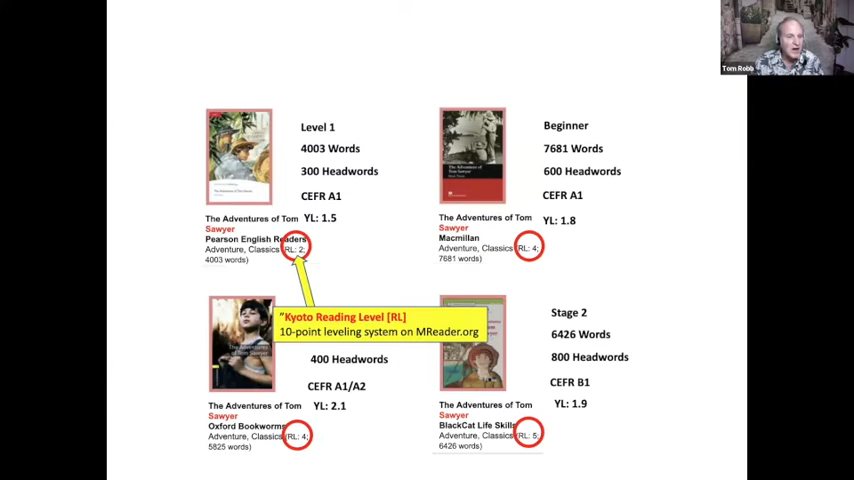 Tom Robb
Level 1
4003 Words
300 Headwords
CEFR A1
YL: 1.5
The Adventures of Tom
Sawyer
Pearson English Readers
Adventure, Classics (RL: 2;
4003 words)
Beginner
7681 Words
600 Headwords
CEFR A1
YL: 1.8
The Adventures of Tom
Sawyer
Macmillan
Adventure, Classics (RL: 4;
7681 words)
"Kyoto Reading Level [RL]
10-point leveling system on MReader.org
400 Headwords
CEFR A1/A2
YL: 2.1
The Adventures of Tom
Sawyer
Oxford Bookworms
Adventure, Classics (RL: 4;
5825 words)
Stage 2
6426 Words
800 Headwords
CEFR B1
YL: 1.9
The Adventures of Tom
Sawyer
BlackCat Life Skills
Adventure, Classics (RL: 5;
6426 words)